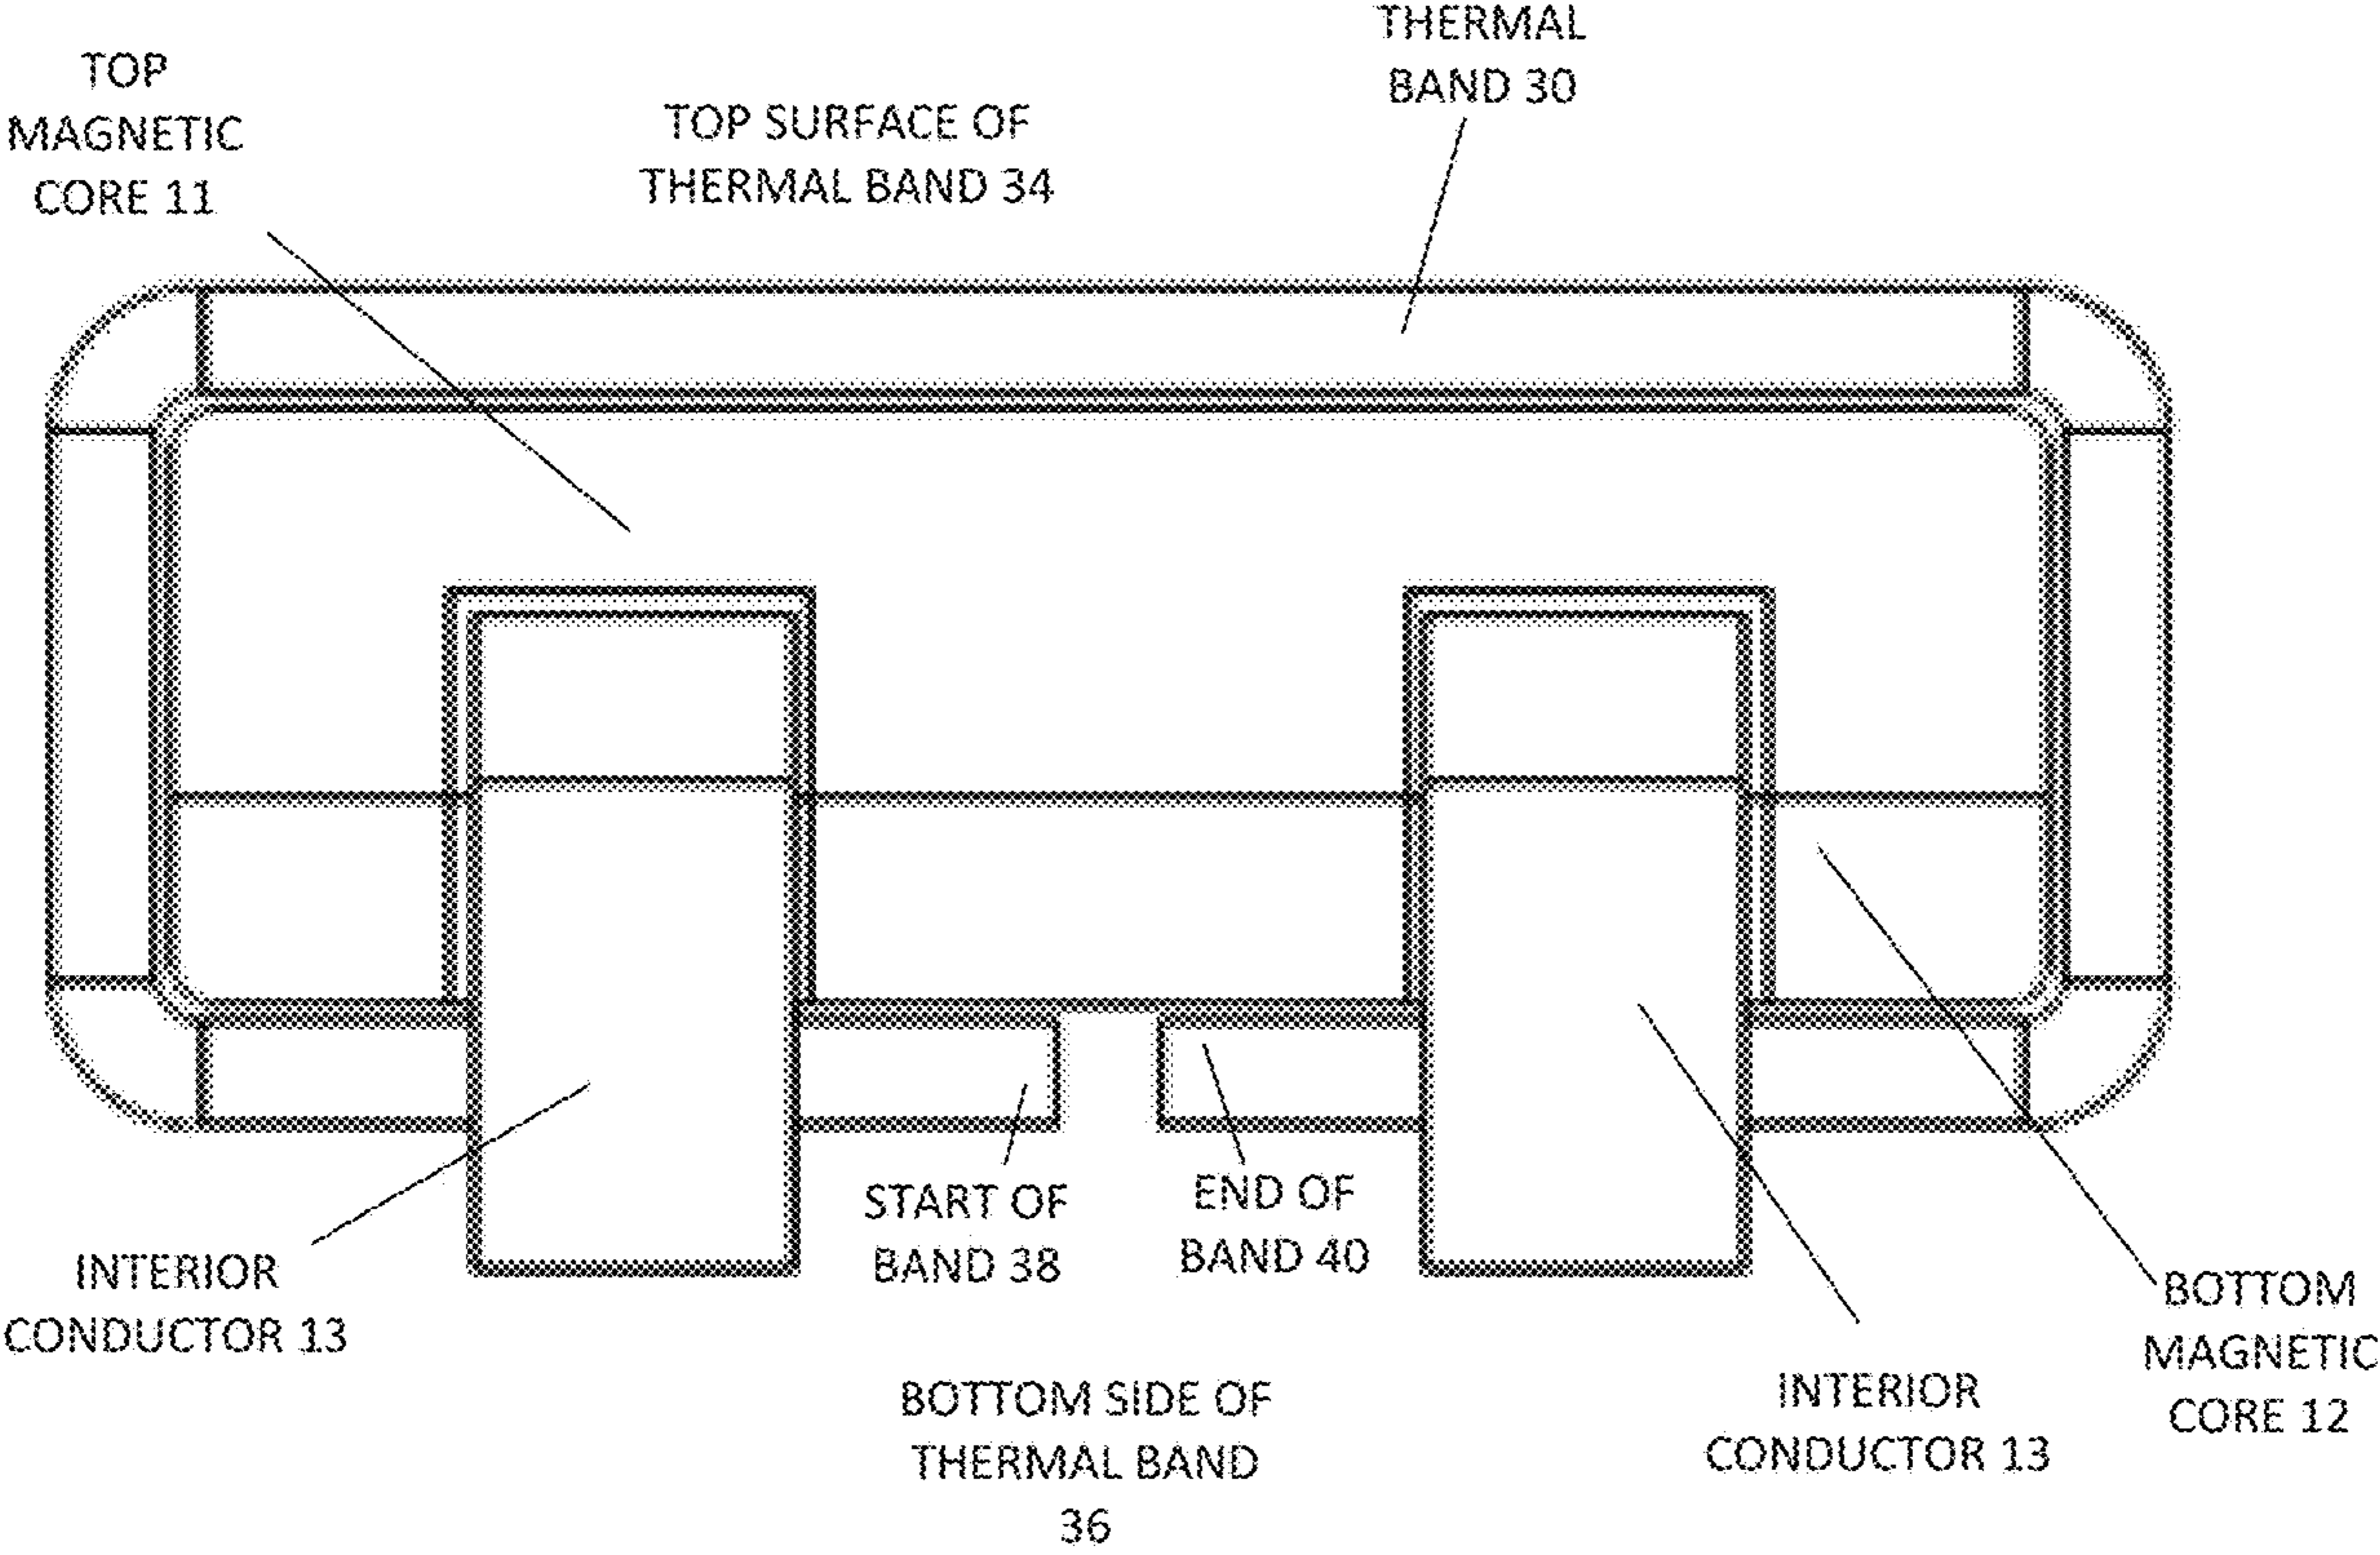 THERMAL
BAND 30
TOP
MAGNETIC
CORE 11
TOP SURFACE OF
THERMAL BAND 34
START OF
BAND 38
END OF
BAND 40
INTERIOR
CONDUCTOR 13
BOTTOM
MAGNETIC
CORE 12
BOTTOM SIDE OF
THERMAL BAND
36
INTERIOR
CONDUCTOR 13